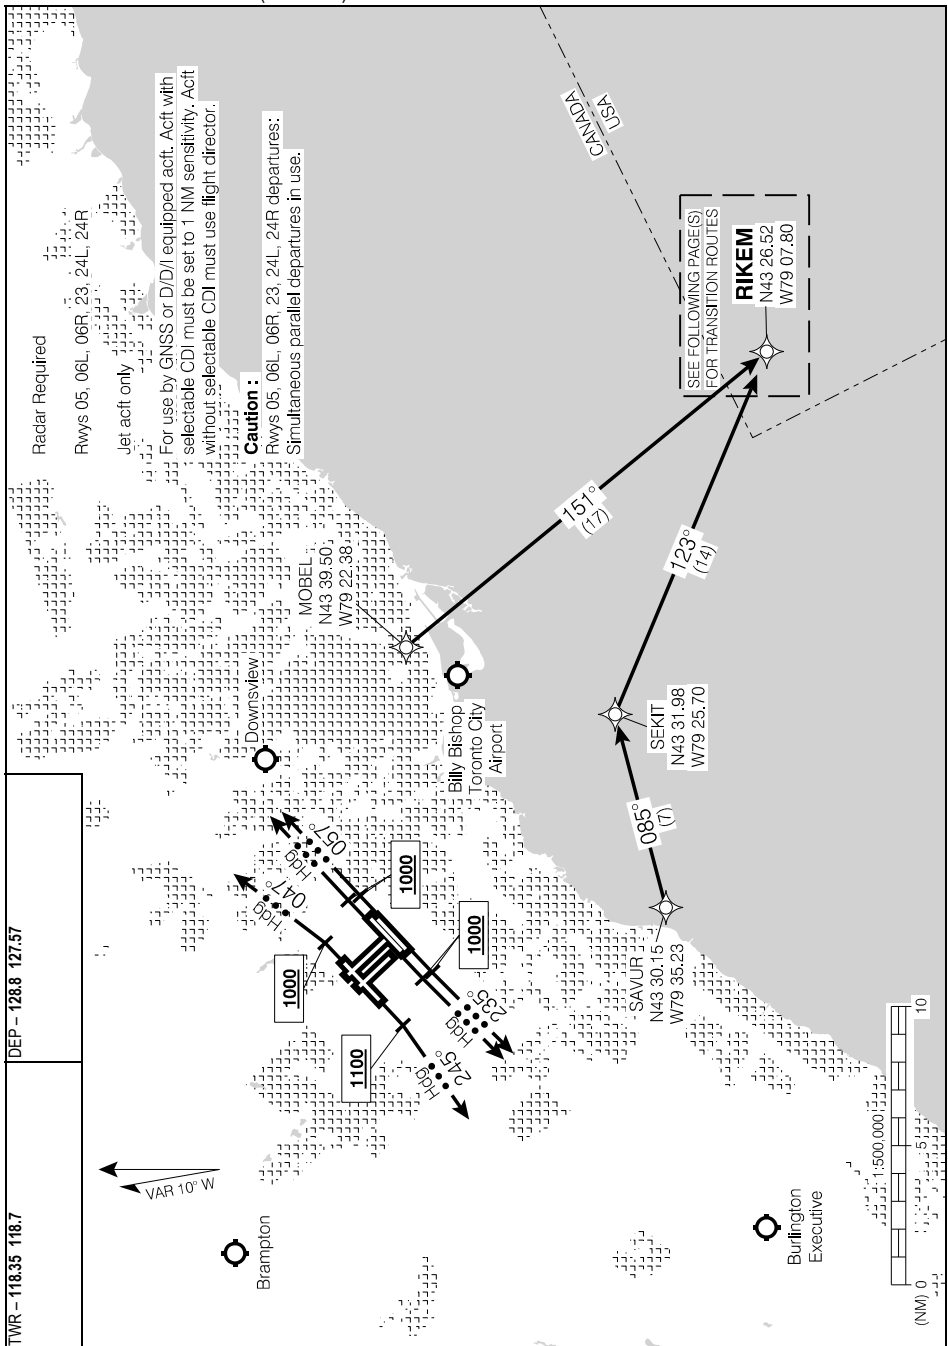 TWR – 118.35 118.7
DEP – 128.8 127.57
Radar Required
Rwys 05, 06L, 06R, 23, 24L, 24R
Jet acft only
For use by GNSS or D/D/I equipped acft. Acft with
selectable CDI must be set to 1 NM sensitivity. Acft
without selectable CDI must use flight director.
Caution :
Rwys 05, 06L, 06R, 23, 24L, 24R departures:
Simultaneous parallel departures in use.
VAR 10° W
Brampton
Downsview
MOBEL
N43 39.50
W79 22.38
Billy Bishop
Toronto City
Airport
Hdg 047°
Hdg 057°
1000
1000
1000
1100
Hdg 245°
Hdg 235°
CANADA
USA
151°
(17)
123°
(14)
085°
(7)
SEE FOLLOWING PAGE(S)
FOR TRANSITION ROUTES
RIKEM
N43 26.52
W79 07.80
SEKIT
N43 31.98
W79 25.70
SAVUR
N43 30.15
W79 35.23
Burlington
Executive
1:500,000
(NM) 0 5 10